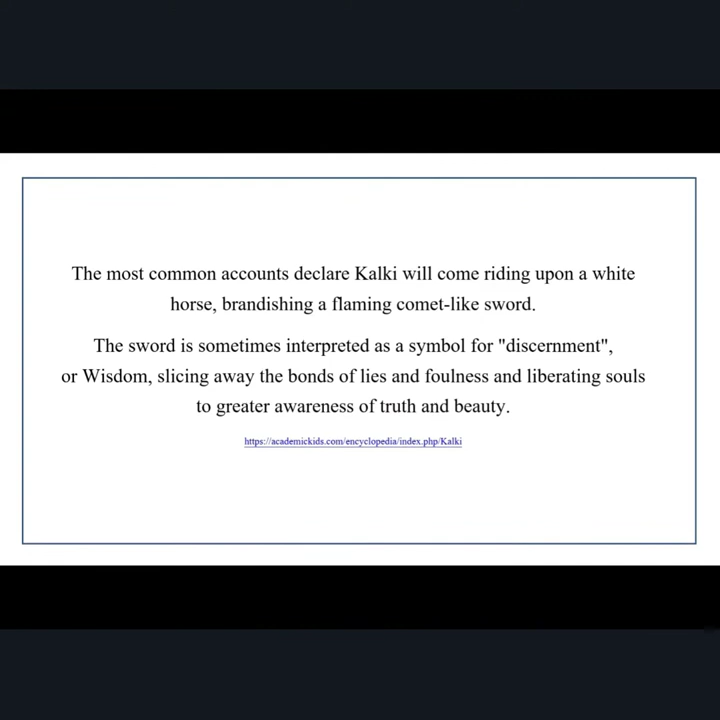 The most common accounts declare Kalki will come riding upon a white
horse, brandishing a flaming comet-like sword.
The sword is sometimes interpreted as a symbol for "discernment",
or Wisdom, slicing away the bonds of lies and foulness and liberating souls
to greater awareness of truth and beauty.
https://academickids.com/encyclopedia/index.php/Kalki